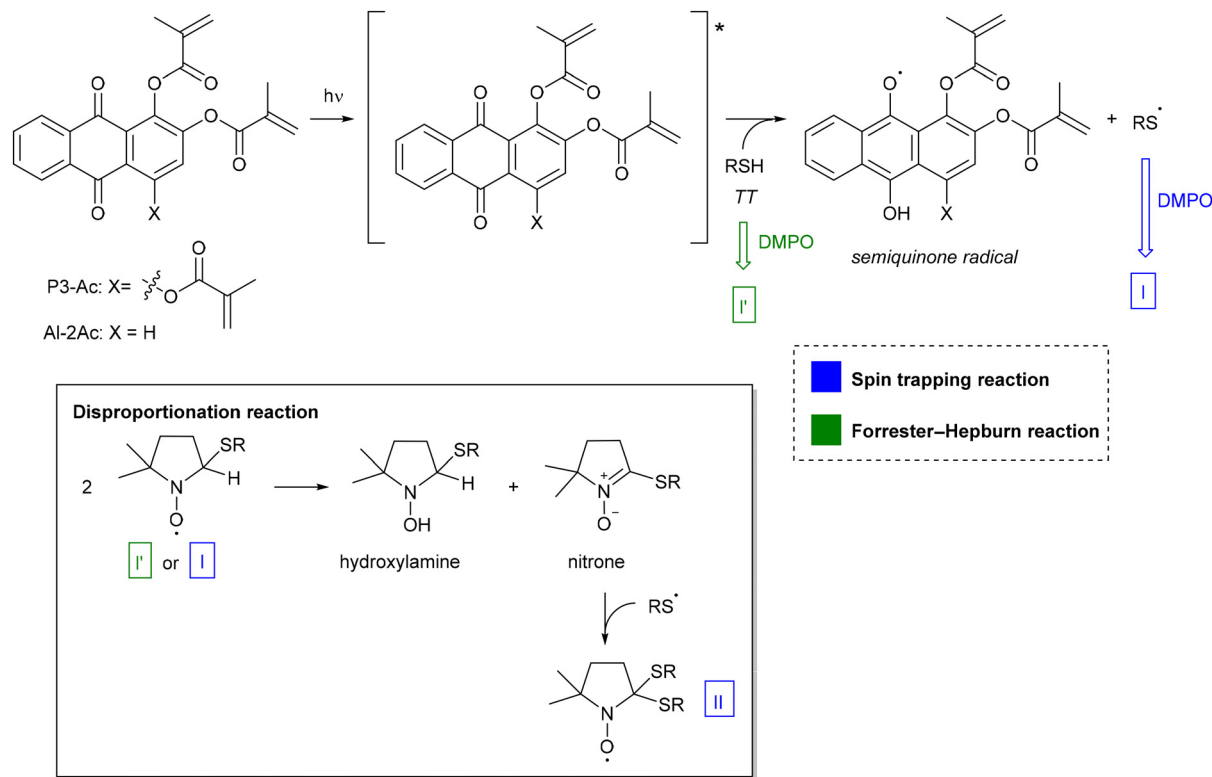 O
O
O
O
O
O
X
hν
*
O
O
O
O
O
O
X
RSH
TT
DMPO
I'
O•
O
O
O
O
OH
X
semiquinone radical
+ RS•
DMPO
I
P3-Ac: X=
O
O
Al-2Ac: X = H
Spin trapping reaction
Forrester–Hepburn reaction
Disproportionation reaction
2
SR
H
N
O
•
I' or I
SR
H
N
OH
hydroxylamine
+
N+
SR
O−
nitrone
RS•
SR
SR
N
O
•
II